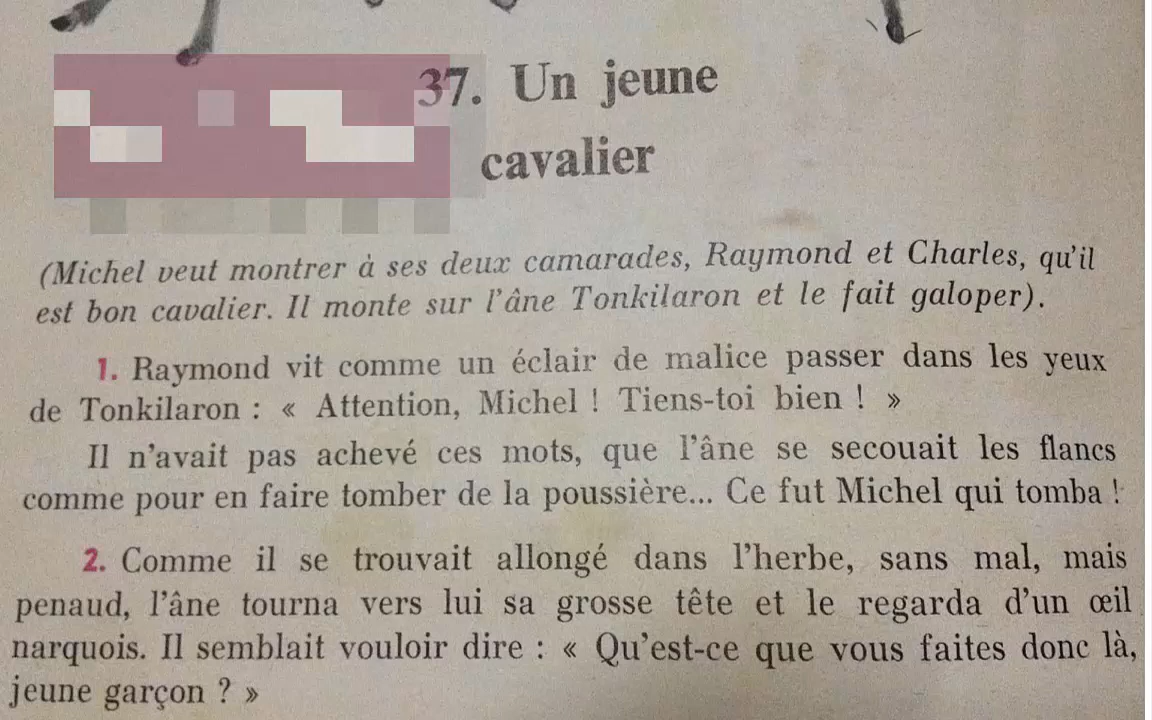 37. Un jeune
cavalier
(Michel veut montrer à ses deux camarades, Raymond et Charles, qu'il
est bon cavalier. Il monte sur l'âne Tonkilaron et le fait galoper).
1. Raymond vit comme un éclair de malice passer dans les yeux
de Tonkilaron : « Attention, Michel ! Tiens-toi bien ! »
Il n'avait pas achevé ces mots, que l'âne se secouait les flancs
comme pour en faire tomber de la poussière... Ce fut Michel qui tomba !
2. Comme il se trouvait allongé dans l'herbe, sans mal, mais
penaud, l'âne tourna vers lui sa grosse tête et le regarda d'un œil
narquois. Il semblait vouloir dire : « Qu'est-ce que vous faites donc là,
jeune garçon ? »